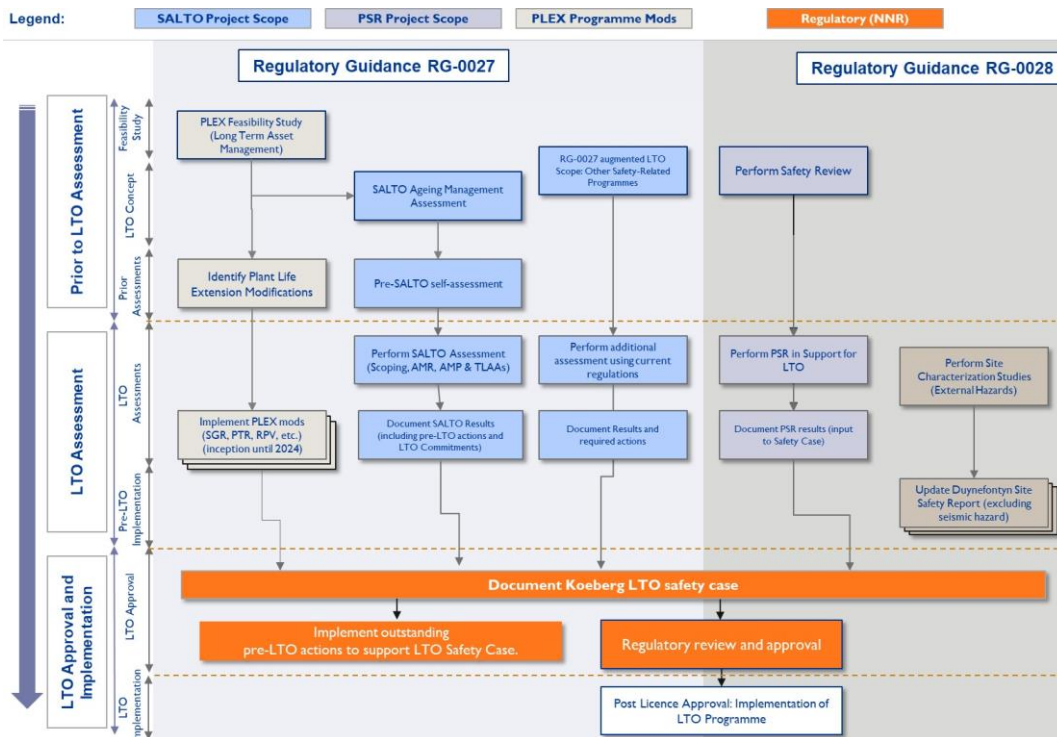 Legend:
SALTO Project Scope
PSR Project Scope
PLEX Programme Mods
Regulatory (NNR)
Regulatory Guidance RG-0027
Regulatory Guidance RG-0028
Prior to LTO Assessment
Feasibility
Study
PLEX Feasibility Study
(Long Term Asset
Management)
LTO Concept
SALTO Ageing Management
Assessment
RG-0027 augmented LTO
Scope: Other Safety-Related
Programmes
Perform Safety Review
Prior
Assessments
Identify Plant Life
Extension Modifications
Pre-SALTO self-assessment
LTO Assessment
LTO
Assessments
Perform SALTO Assessment
(Scoping, AMR, AMP & TLAAs)
Perform additional
assessment using current
regulations
Perform PSR in Support for
LTO
Perform Site
Characterization Studies
(External Hazards)
Implement PLEX mods
(SGR, PTR, RPV, etc.)
(inception until 2024)
Document SALTO Results
(including pre-LTO actions and
LTO Commitments)
Document Results and
required actions
Document PSR results (input
to Safety Case)
Pre-LTO
Implementation
Update Duynefontyn Site
Safety Report (excluding
seismic hazard)
LTO Approval and
Implementation
LTO Approval
Document Koeberg LTO safety case
Implement outstanding
pre-LTO actions to support LTO Safety Case.
Regulatory review and approval
LTO
Implementation
Post Licence Approval: Implementation of
LTO Programme